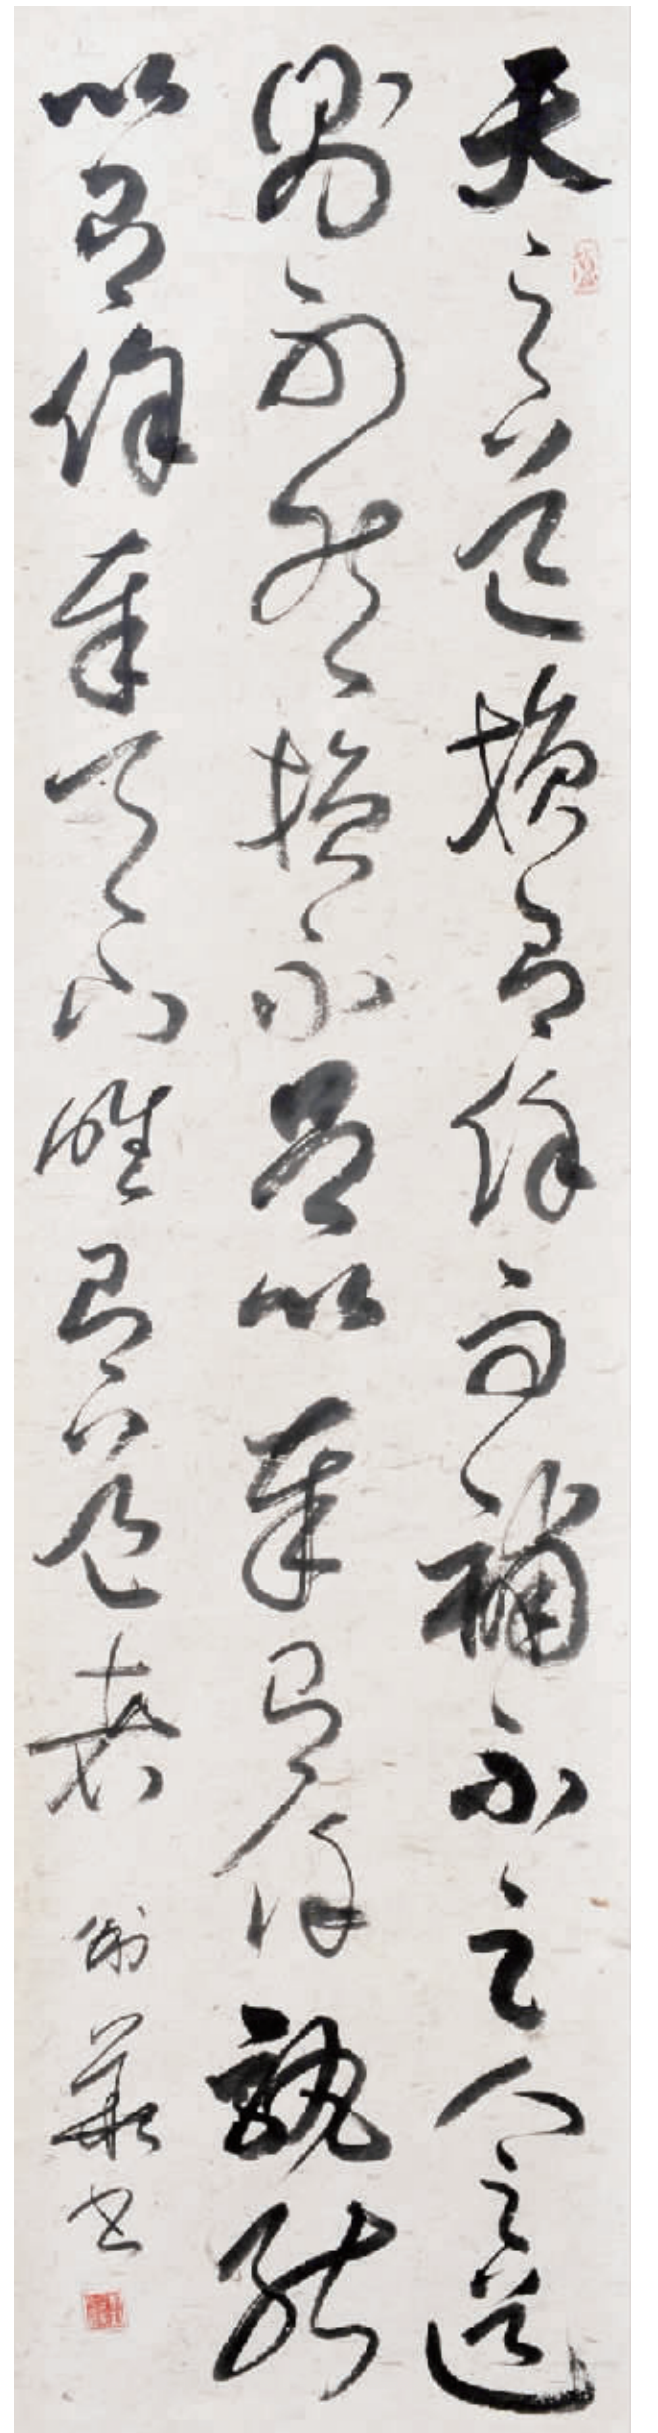 天之道損有餘而補不足人之道
則不然損不足以奉有餘孰能
以有餘奉天下唯有道者 書